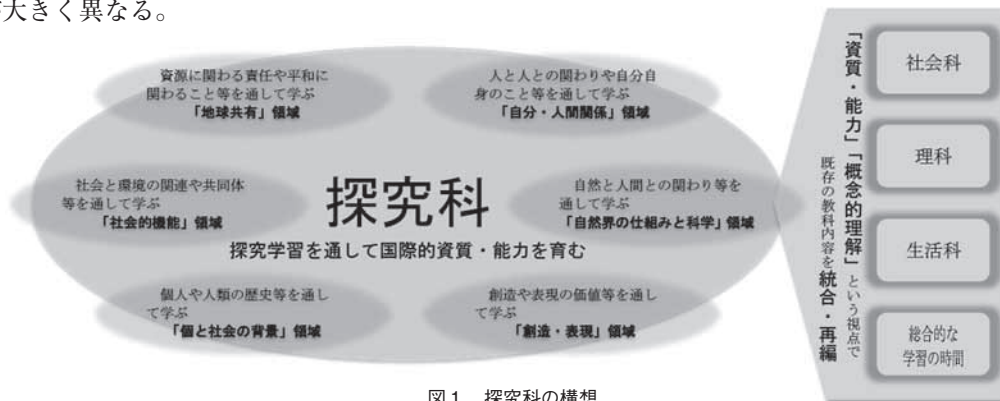 が大きく異なる。
資源に関わる責任や平和に
関わること等を通して学ぶ
「地球共有」領域
人と人との関わりや自分自
身のこと等を通して学ぶ
「自分・人間関係」領域
社会と環境の関連や共同体
等を通して学ぶ
「社会的機能」領域
探究科
探究学習を通して国際的資質・能力を育む
自然と人間との関わり等を
通して学ぶ
「自然界の仕組みと科学」領域
個人や人類の歴史等を通し
て学ぶ
「個と社会の背景」領域
創造や表現の価値等を通し
て学ぶ
「創造・表現」領域
「資質・能力」「概念的理解」という視点で
既存の教科内容を統合・再編
社会科
理科
生活科
総合的な
学習の時間
図1　探究科の構想